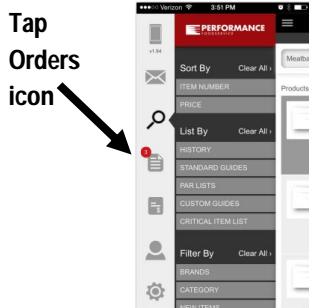 Tap
Orders
icon
Verizon 3:51 PM
PERFORMANCE
FOODSERVICE
v1.84
Meatba
Products
Sort By Clear All ›
ITEM NUMBER
PRICE
List By Clear All ›
HISTORY
STANDARD GUIDES
PAR LISTS
CUSTOM GUIDES
CRITICAL ITEM LIST
3
Filter By Clear All ›
BRANDS
CATEGORY
NEW ITEMS